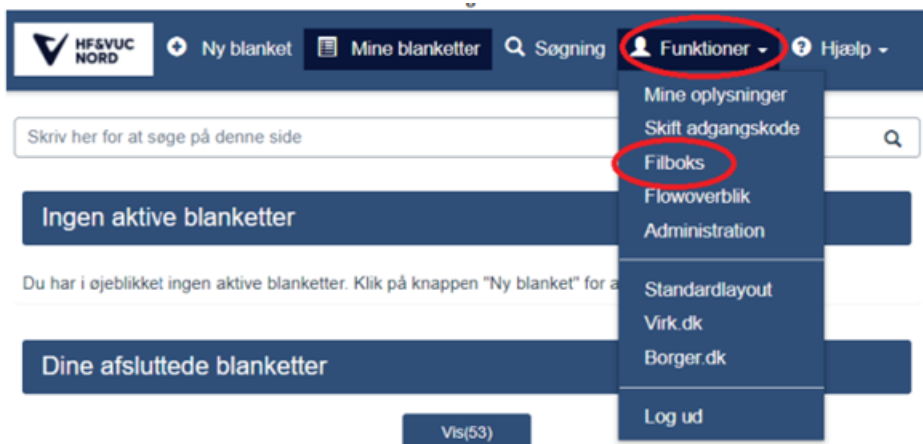 HF&VUC NORD Ny blanket Mine blanketter Søgning Funktioner Hjælp
Mine oplysninger
Skift adgangskode
Filboks
Flowoverblik
Administration
Standardlayout
Virk.dk
Borger.dk
Log ud
Skriv her for at søge på denne side
Ingen aktive blanketter
Du har i øjeblikket ingen aktive blanketter. Klik på knappen "Ny blanket" for a
Dine afsluttede blanketter
Vis(53)